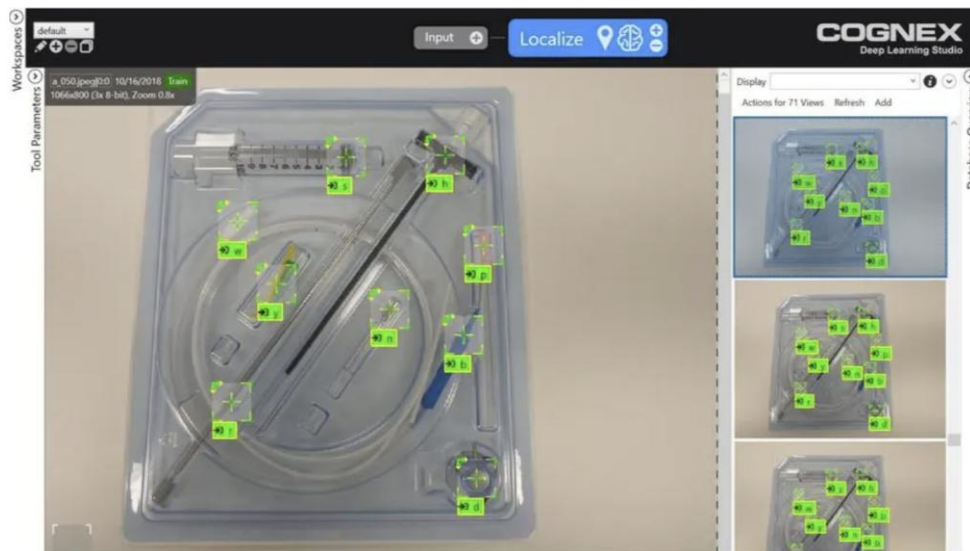 Workspaces
default
Input
Localize
COGNEX
Deep Learning Studio
Tool Parameters
a_050.jpeg|0:0 10/16/2018 Train
1066x800 (3x 8-bit), Zoom 0.8x
Display
Actions for 71 Views Refresh Add
s
h
w
p
y
n
b
r
d